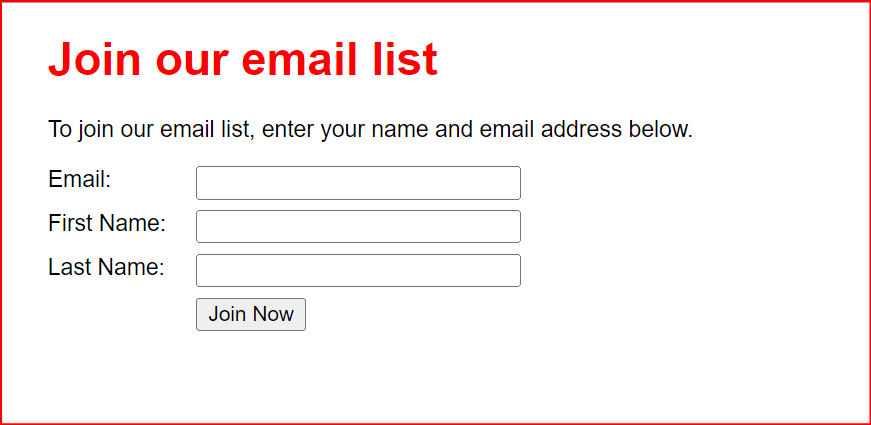 Join our email list
To join our email list, enter your name and email address below.
Email:
First Name:
Last Name:
Join Now